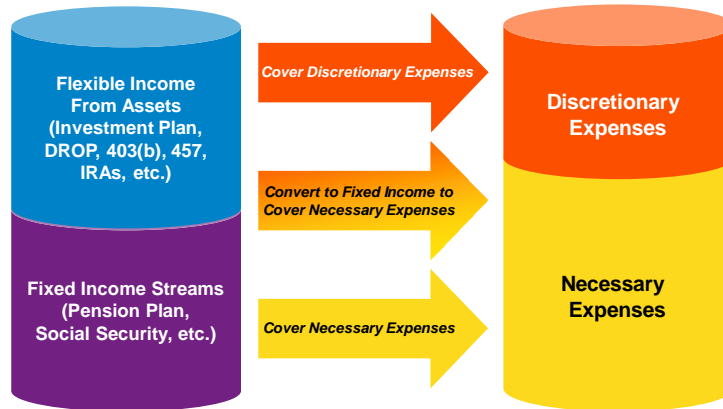 Flexible Income
From Assets
(Investment Plan,
DROP, 403(b), 457,
IRAs, etc.)
Fixed Income Streams
(Pension Plan,
Social Security, etc.)
Cover Discretionary Expenses
Convert to Fixed Income to
Cover Necessary Expenses
Cover Necessary Expenses
Discretionary
Expenses
Necessary
Expenses